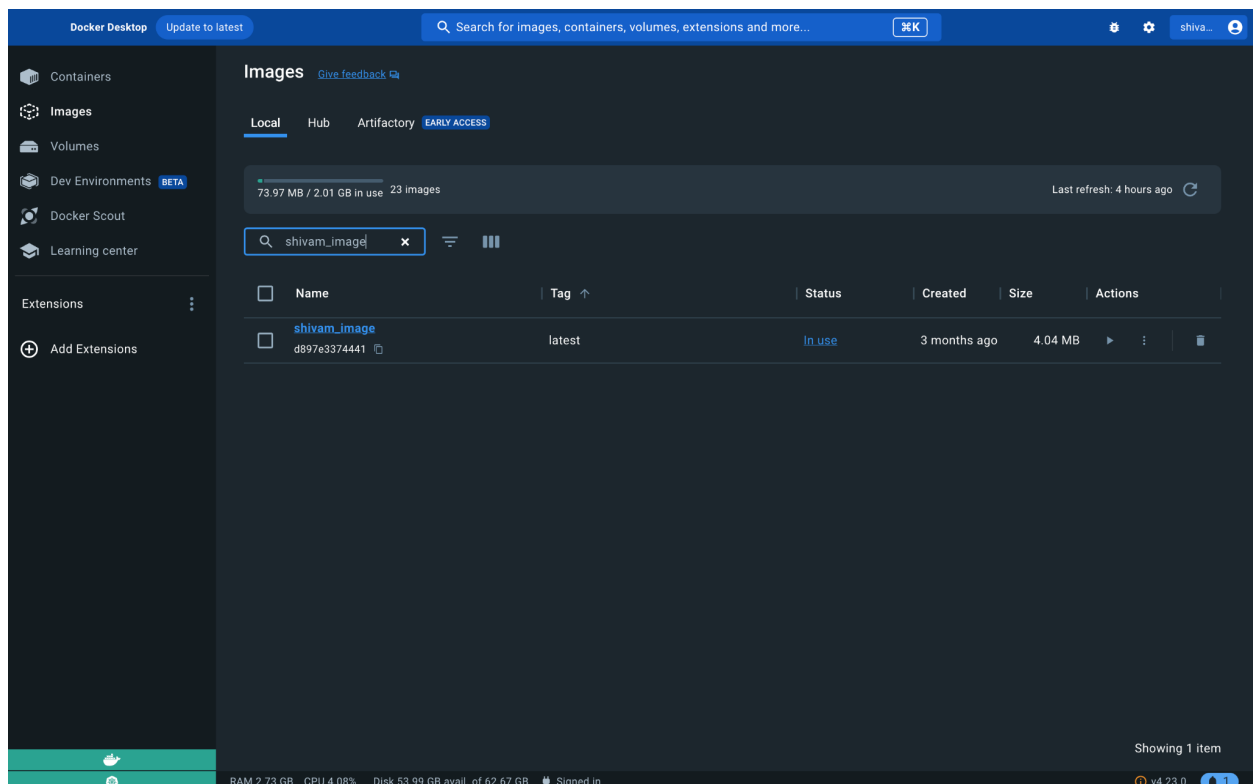 Docker Desktop Update to latest Search for images, containers, volumes, extensions and more... ⌘K shiva...
Containers
Images
Volumes
Dev Environments BETA
Docker Scout
Learning center
Extensions
Add Extensions
Images Give feedback
Local Hub Artifactory EARLY ACCESS
73.97 MB / 2.01 GB in use 23 images Last refresh: 4 hours ago
shivam_image
Name Tag Status Created Size Actions
shivam_image
d897e3374441 latest In use 3 months ago 4.04 MB
Showing 1 item
RAM 2.73 GB CPU 4.08% Disk 53.99 GB avail. of 62.67 GB Signed in v4.23.0 1